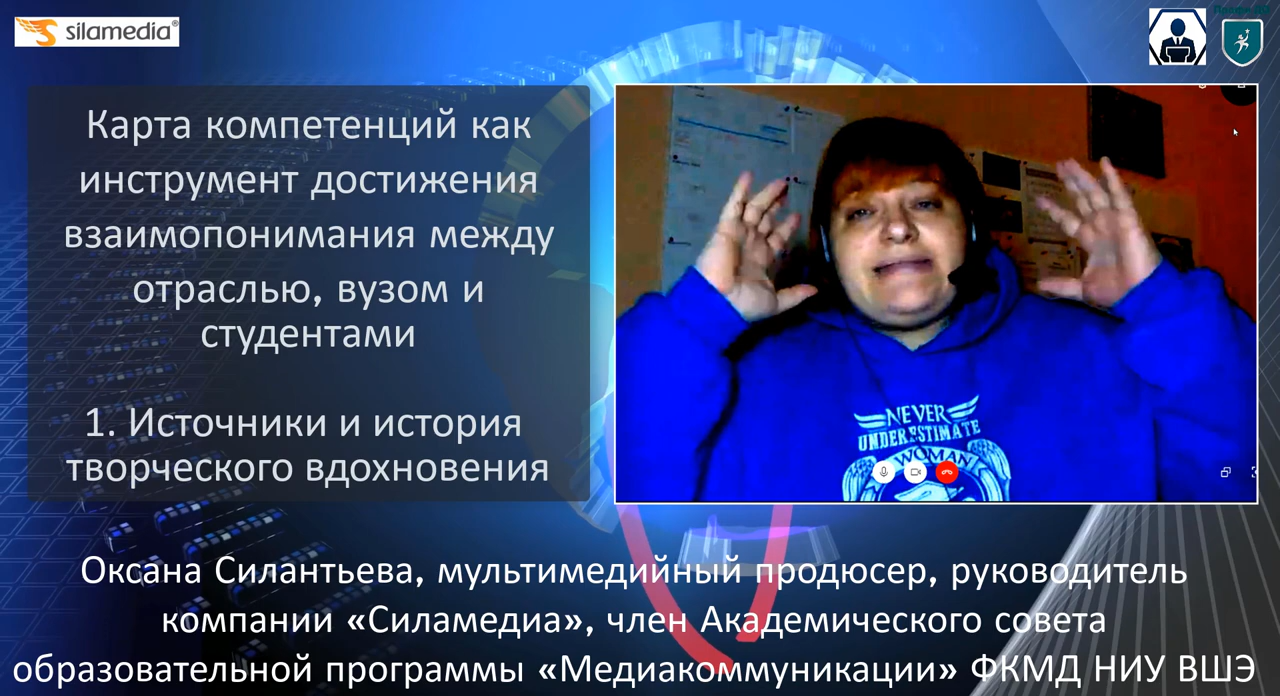 silamedia®
Карта компетенций как
инструмент достижения
взаимопонимания между
отраслью, вузом и
студентами
1. Источники и история
творческого вдохновения
NEVER
UNDERESTIMATE
WOMAN
Оксана Силантьева, мультимедийный продюсер, руководитель
компании «Силамедиа», член Академического совета
образовательной программы «Медиакоммуникации» ФКМД НИУ ВШЭ